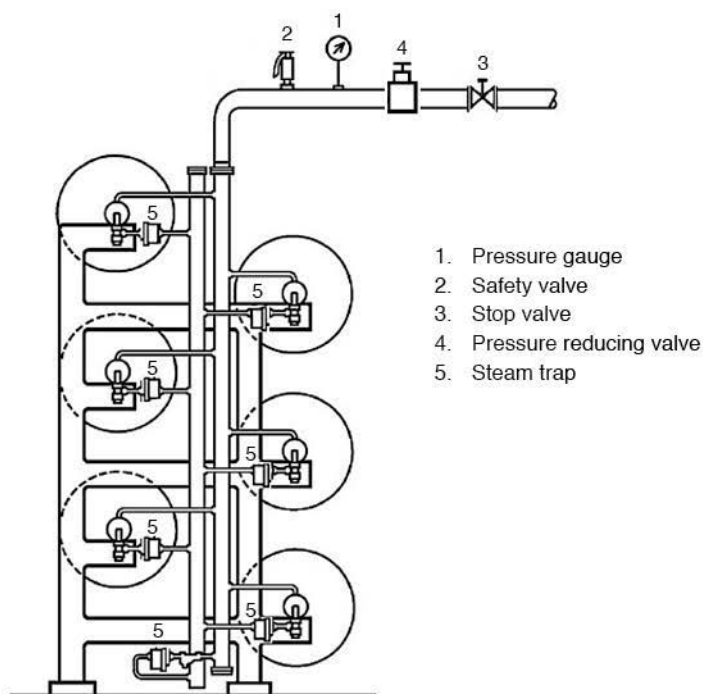 1
2
4
3
5
5
5
5
5
5
5
1. Pressure gauge
2. Safety valve
3. Stop valve
4. Pressure reducing valve
5. Steam trap